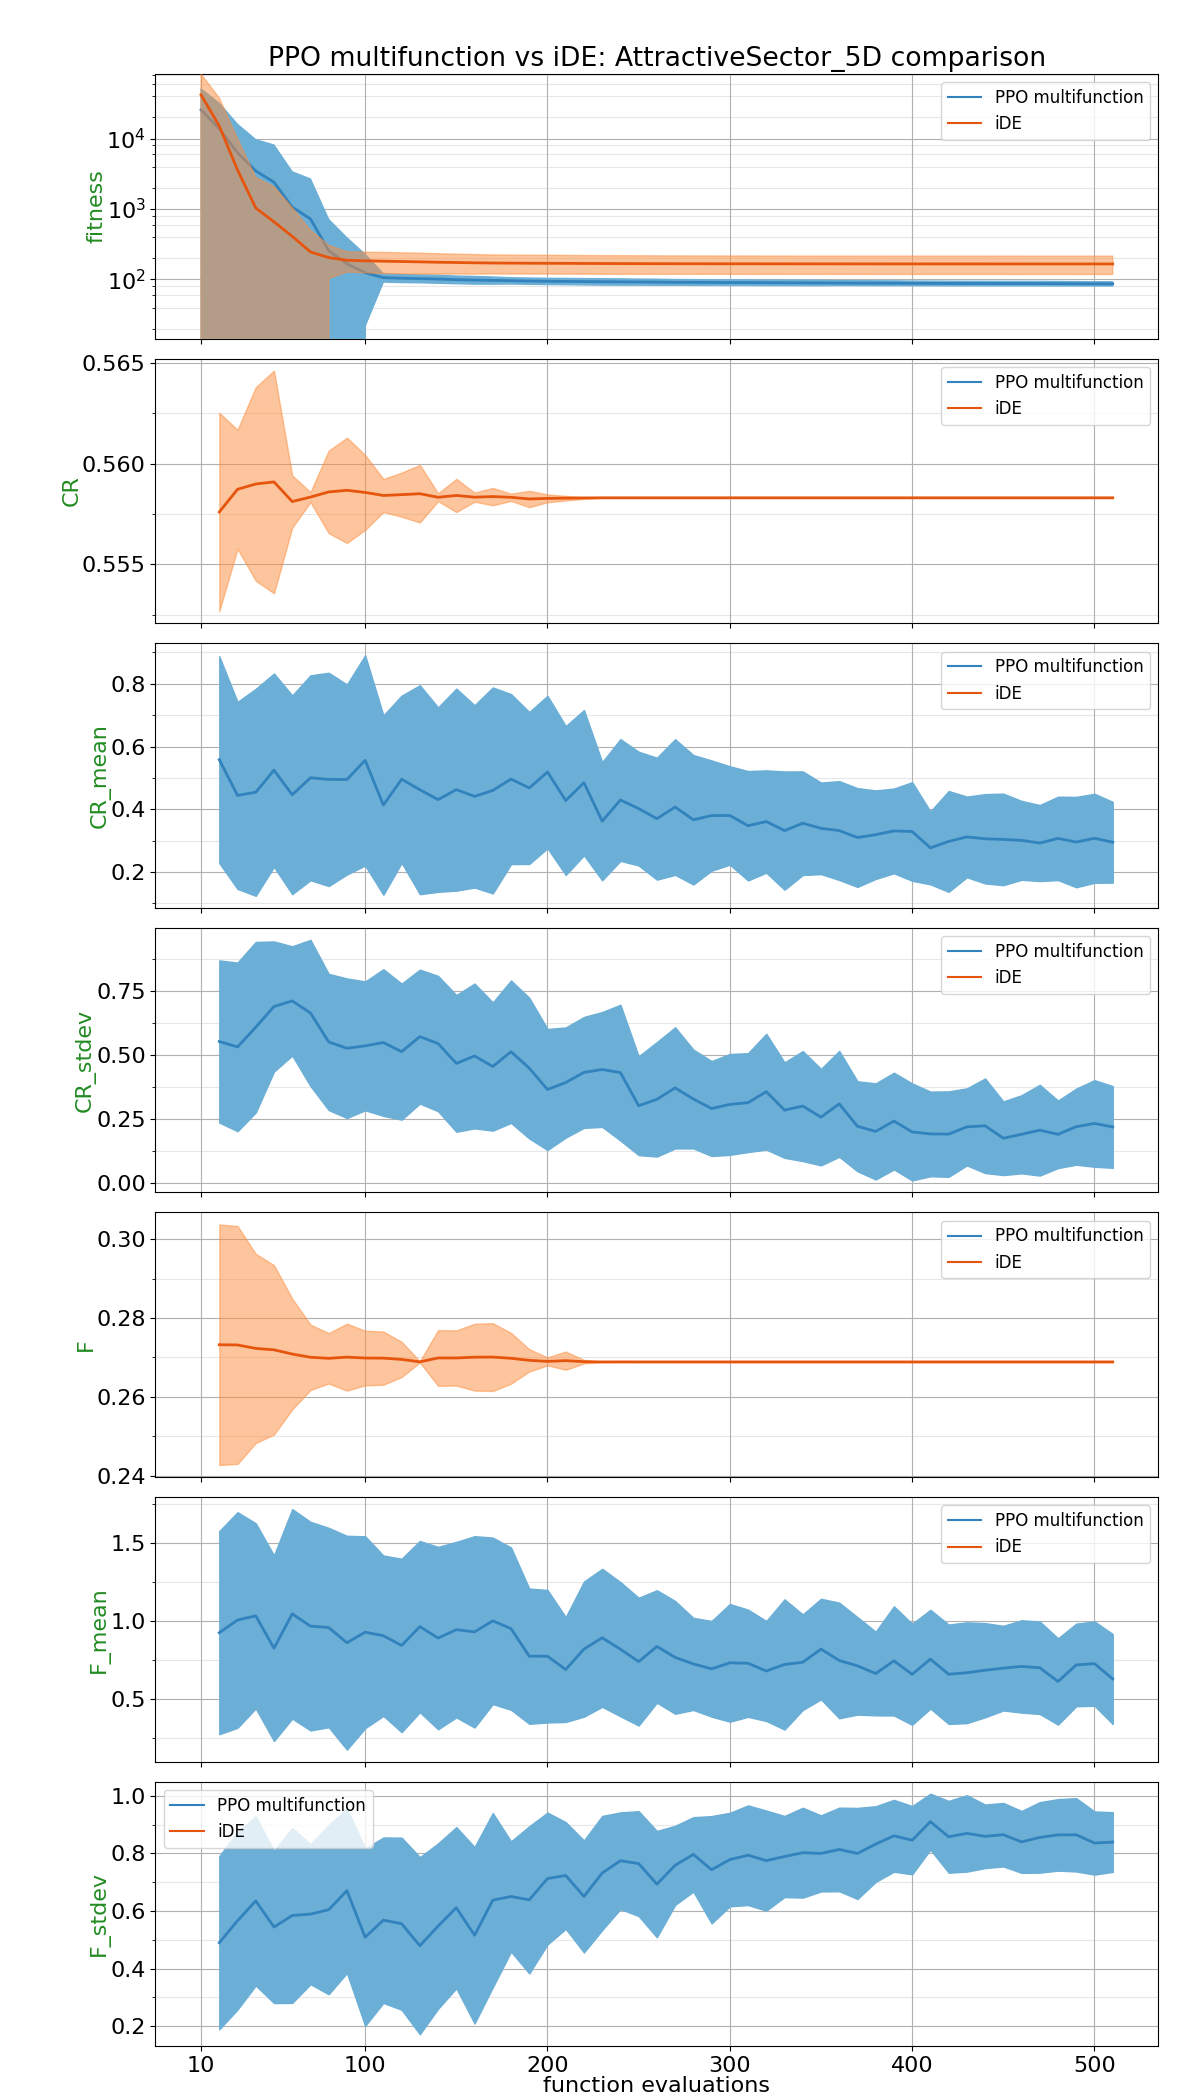 PPO multifunction vs iDE: AttractiveSector_5D comparison
PPO multifunction
iDE
10^4
10^3
10^2
fitness
PPO multifunction
iDE
0.565
0.560
0.555
CR
PPO multifunction
iDE
0.8
0.6
0.4
0.2
CR_mean
PPO multifunction
iDE
0.75
0.50
0.25
0.00
CR_stdev
PPO multifunction
iDE
0.30
0.28
0.26
0.24
F
PPO multifunction
iDE
1.5
1.0
0.5
F_mean
PPO multifunction
iDE
1.0
0.8
0.6
0.4
0.2
F_stdev
10 100 200 300 400 500
function evaluations